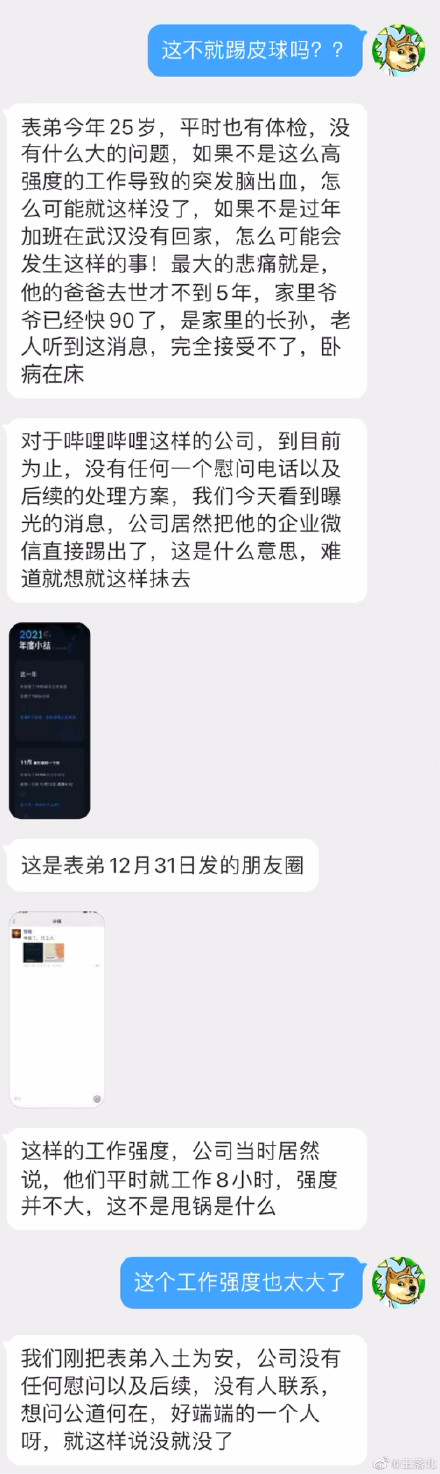 这不就踢皮球吗？？
表弟今年25岁，平时也有体检，没
有什么大的问题，如果不是这么高
强度的工作导致的突发脑出血，怎
么可能就这样没了，如果不是过年
加班在武汉没有回家，怎么可能会
发生这样的事！最大的悲痛就是，
他的爸爸去世才不到5年，家里爷
爷已经快90了，是家里的长孙，老
人听到这消息，完全接受不了，卧
病在床
对于哔哩哔哩这样的公司，到目前
为止，没有任何一个慰问电话以及
后续的处理方案，我们今天看到曝
光的消息，公司居然把他的企业微
信直接踢出了，这是什么意思，难
道就想就这样抹去
2021
年度小结
这一年
11月
这是表弟12月31日发的朋友圈
详情
这样的工作强度，公司当时居然
说，他们平时就工作8小时，强度
并不大，这不是甩锅是什么
这个工作强度也太大了
我们刚把表弟入土为安，公司没有
任何慰问以及后续，没有人联系，
想问公道何在，好端端的一个人
呀，就这样说没就没了